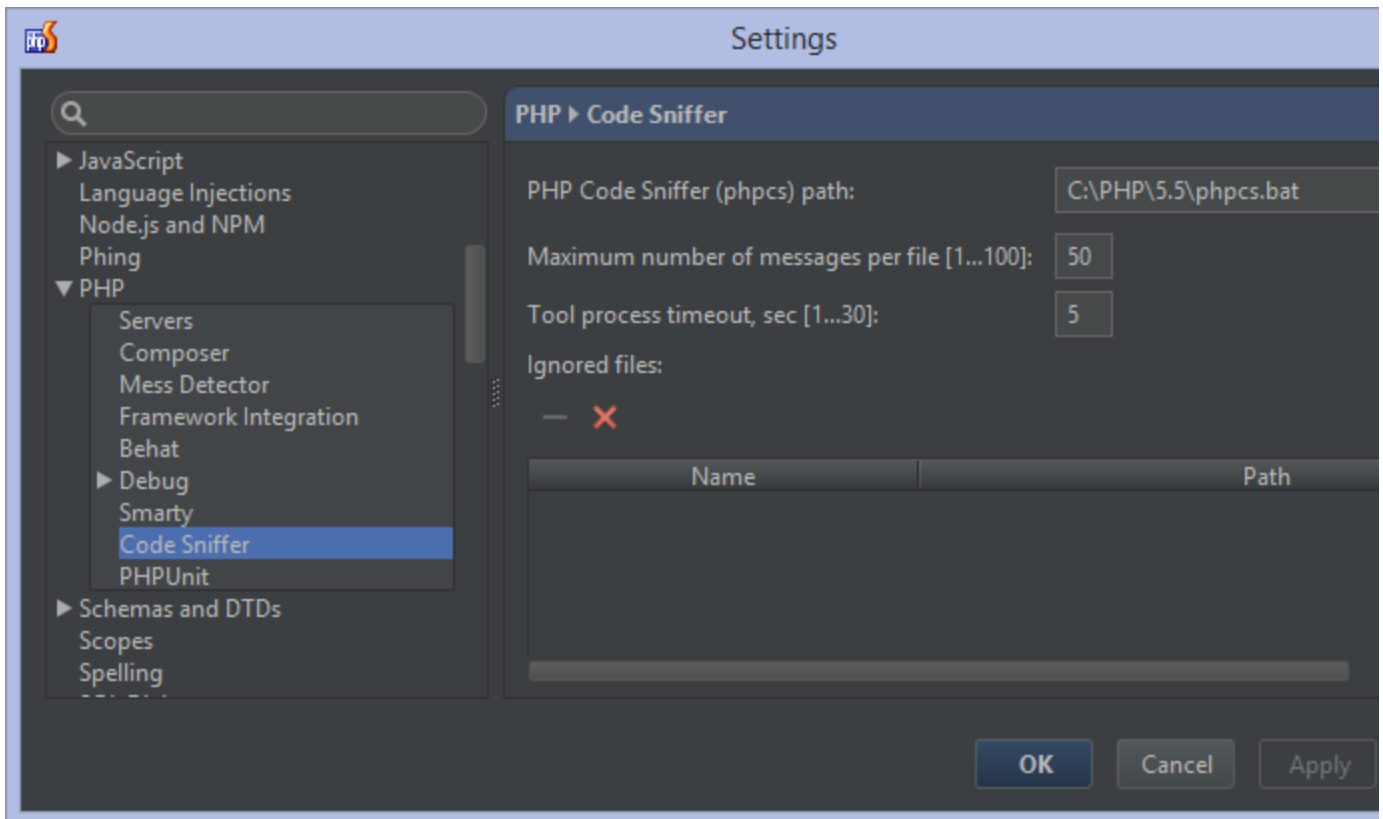 php
Settings
JavaScript
Language Injections
Node.js and NPM
Phing
PHP
Servers
Composer
Mess Detector
Framework Integration
Behat
Debug
Smarty
Code Sniffer
PHPUnit
Schemas and DTDs
Scopes
Spelling
PHP Code Sniffer
PHP Code Sniffer (phpcs) path: C:\PHP\5.5\phpcs.bat
Maximum number of messages per file [1...100]: 50
Tool process timeout, sec [1...30]: 5
Ignored files:
Name Path
OK Cancel Apply